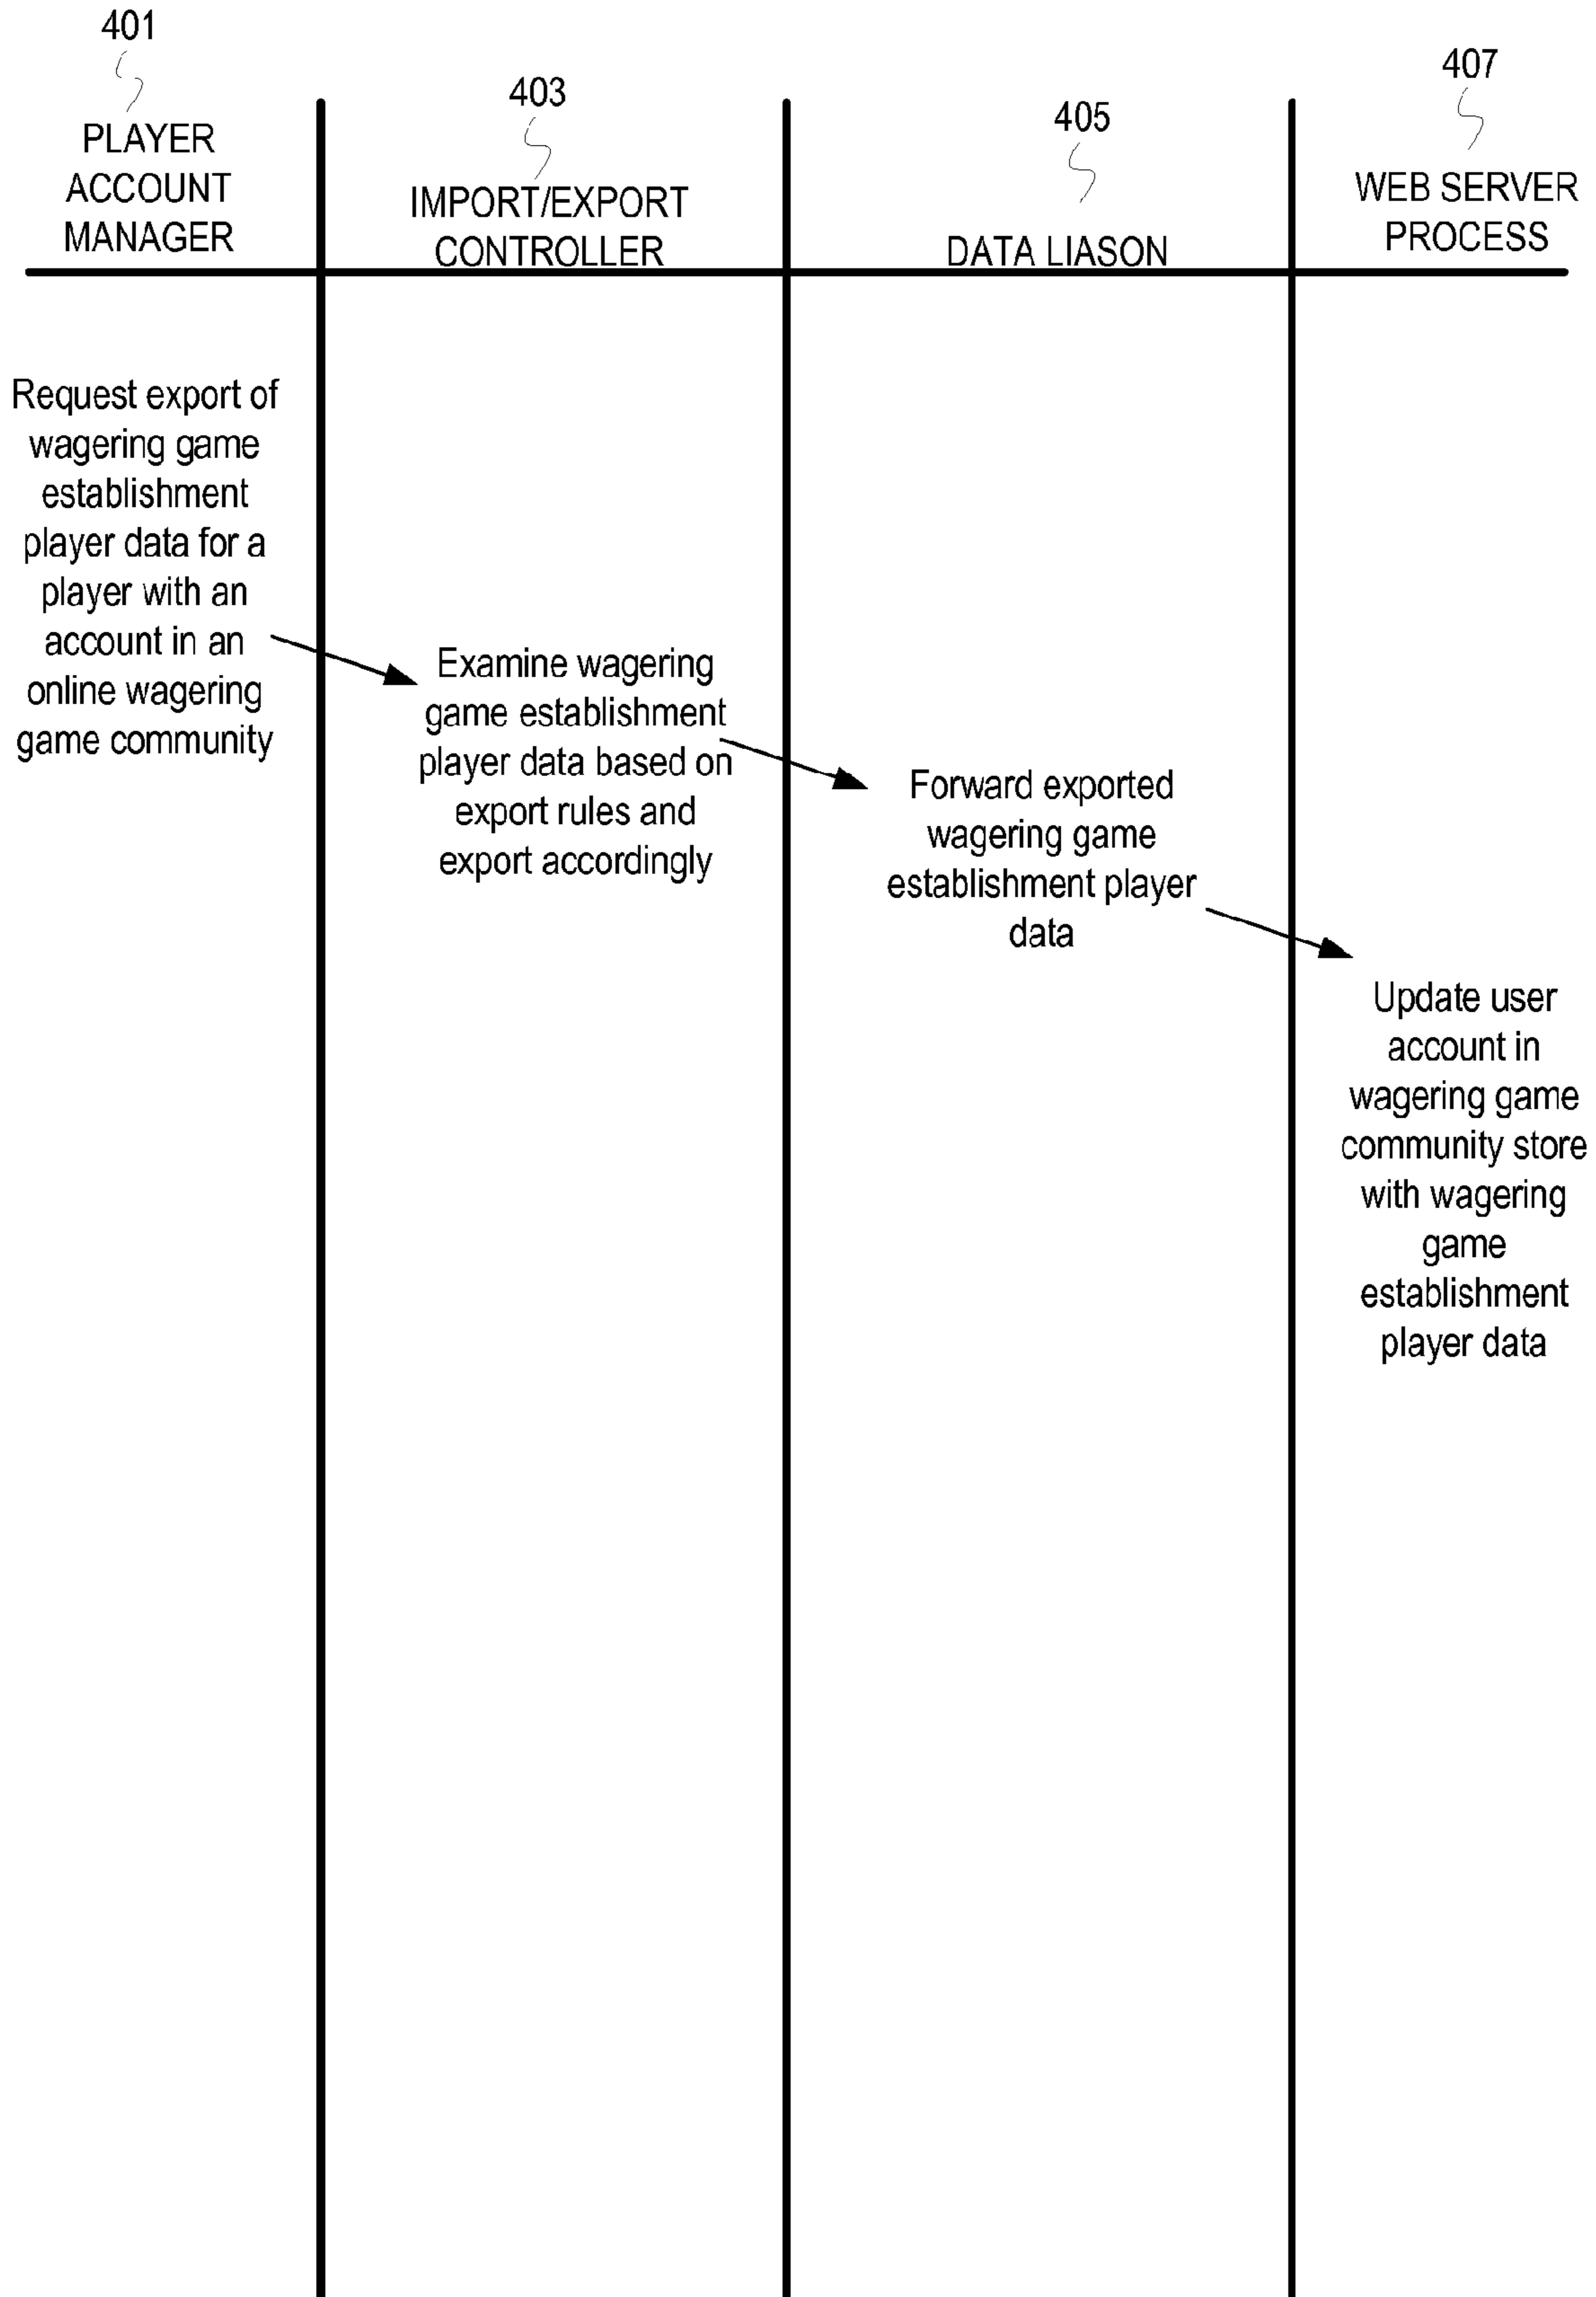 401
PLAYER
ACCOUNT
MANAGER
403
IMPORT/EXPORT
CONTROLLER
405
DATA LIASON
407
WEB SERVER
PROCESS
Request export of
wagering game
establishment
player data for a
player with an
account in an
online wagering
game community
Examine wagering
game establishment
player data based on
export rules and
export accordingly
Forward exported
wagering game
establishment player
data
Update user
account in
wagering game
community store
with wagering
game
establishment
player data